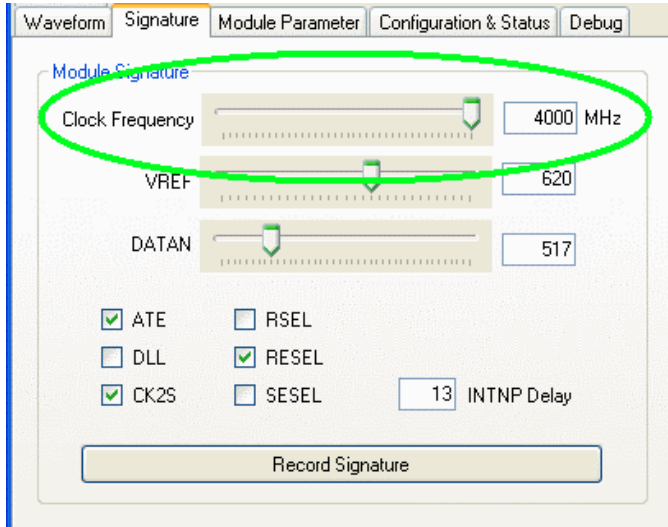 Waveform Signature Module Parameter Configuration & Status Debug
Module Signature
Clock Frequency 4000 MHz
VREF 620
DATAN 517
ATE RSEL
DLL RESEL
CK2S SESEL 13 INTNP Delay
Record Signature